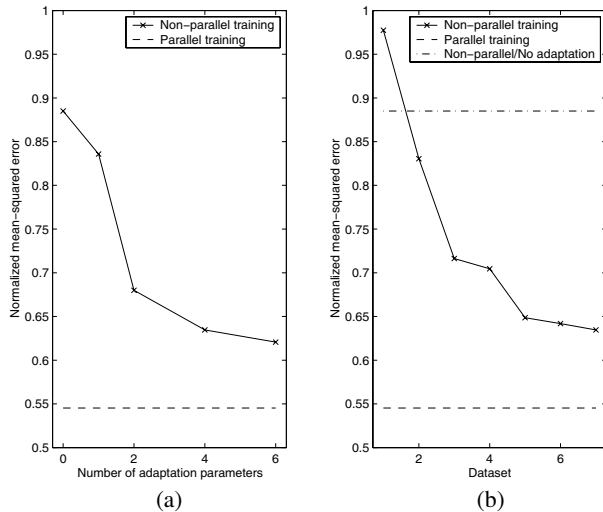 Non-parallel training
Parallel training
1
0.95
0.9
0.85
0.8
0.75
0.7
0.65
0.6
0.55
0.5
Normalized mean-squared error
0 2 4 6
Number of adaptation parameters
(a)
Non-parallel training
Parallel training
Non-parallel/No adaptation
1
0.95
0.9
0.85
0.8
0.75
0.7
0.65
0.6
0.55
0.5
Normalized mean-squared error
2 4 6
Dataset
(b)